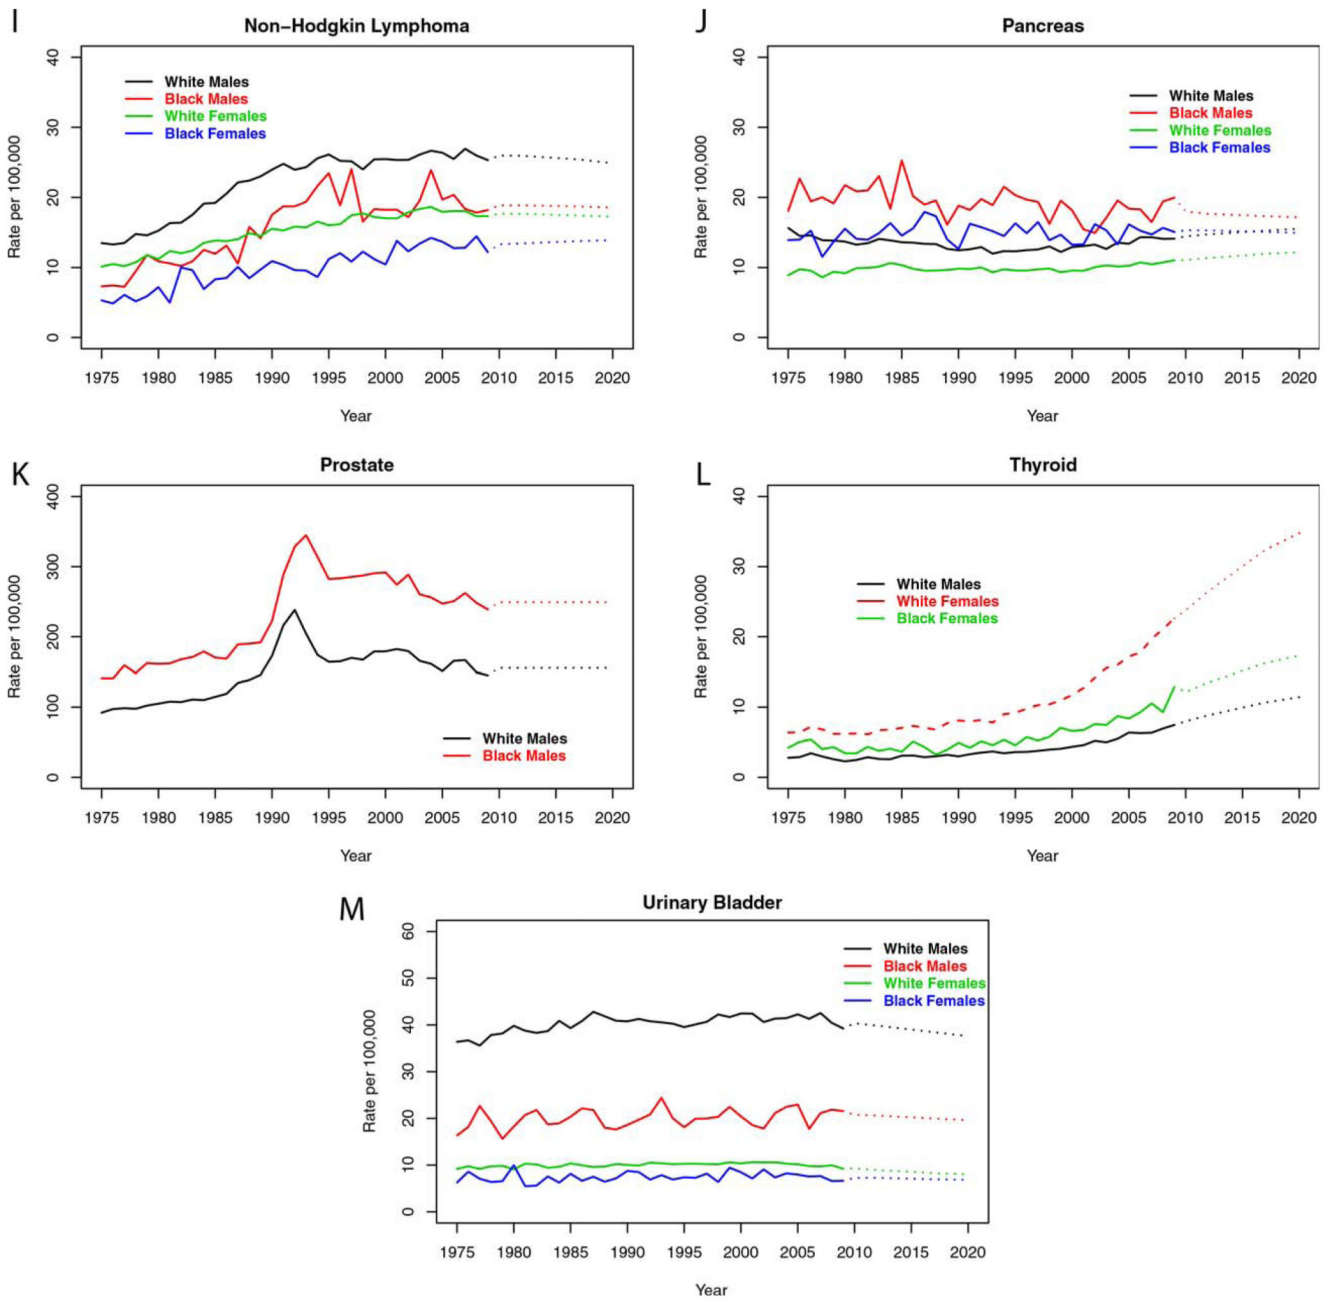 I
Non-Hodgkin Lymphoma
Rate per 100,000
40
30
20
10
0
White Males
Black Males
White Females
Black Females
1975 1980 1985 1990 1995 2000 2005 2010 2015 2020
Year
J
Pancreas
Rate per 100,000
40
30
20
10
0
White Males
Black Males
White Females
Black Females
1975 1980 1985 1990 1995 2000 2005 2010 2015 2020
Year
K
Prostate
Rate per 100,000
400
300
200
100
0
White Males
Black Males
1975 1980 1985 1990 1995 2000 2005 2010 2015 2020
Year
L
Thyroid
Rate per 100,000
40
30
20
10
0
White Males
White Females
Black Females
1975 1980 1985 1990 1995 2000 2005 2010 2015 2020
Year
M
Urinary Bladder
Rate per 100,000
60
50
40
30
20
10
0
White Males
Black Males
White Females
Black Females
1975 1980 1985 1990 1995 2000 2005 2010 2015 2020
Year